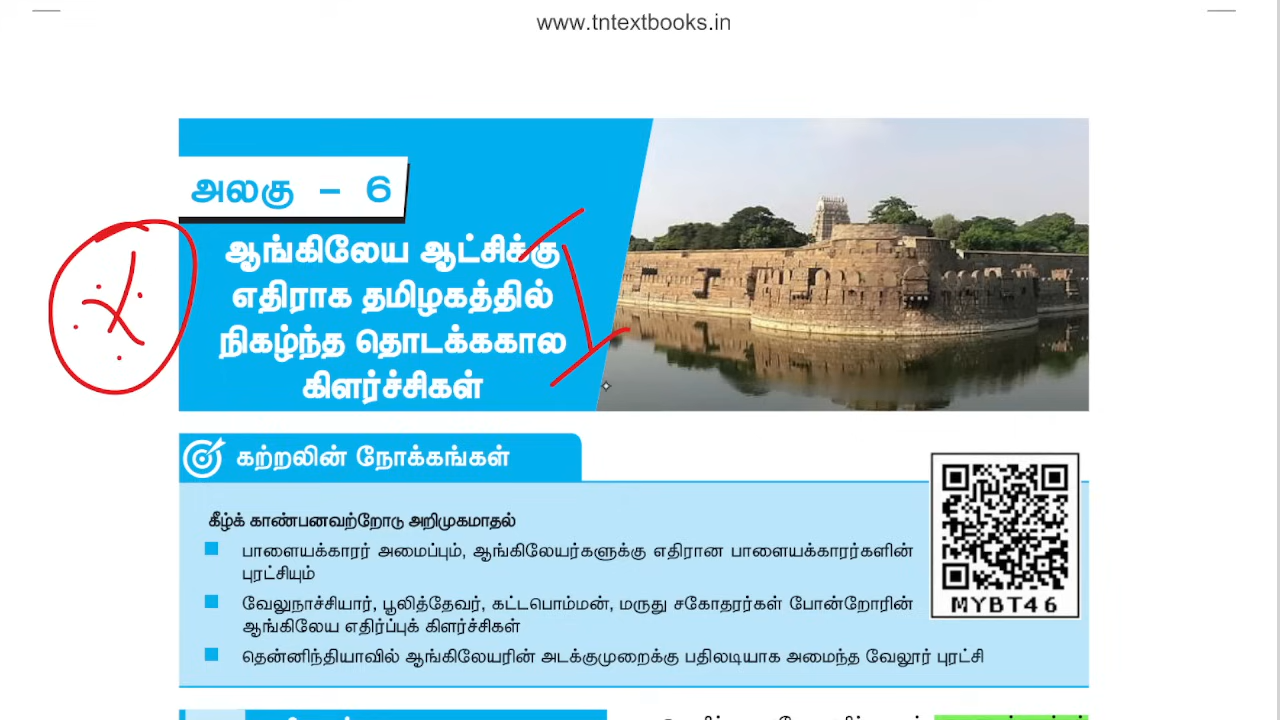 www.tntextbooks.in
அலகு - 6
ஆங்கிலேய ஆட்சிக்கு
எதிராக தமிழகத்தில்
நிகழ்ந்த தொடக்ககால
கிளர்ச்சிகள்
கற்றலின் நோக்கங்கள்
கீழ்க் காண்பனவற்றோடு அறிமுகமாதல்
பாளையக்காரர் அமைப்பும், ஆங்கிலேயர்களுக்கு எதிரான பாளையக்காரர்களின்
புரட்சியும்
வேலுநாச்சியார், பூலித்தேவர், கட்டபொம்மன், மருது சகோதரர்கள் போன்றோரின்
ஆங்கிலேய எதிர்ப்புக் கிளர்ச்சிகள்
தென்னிந்தியாவில் ஆங்கிலேயரின் அடக்குமுறைக்கு பதிலடியாக அமைந்த வேலூர் புரட்சி
MYBT46